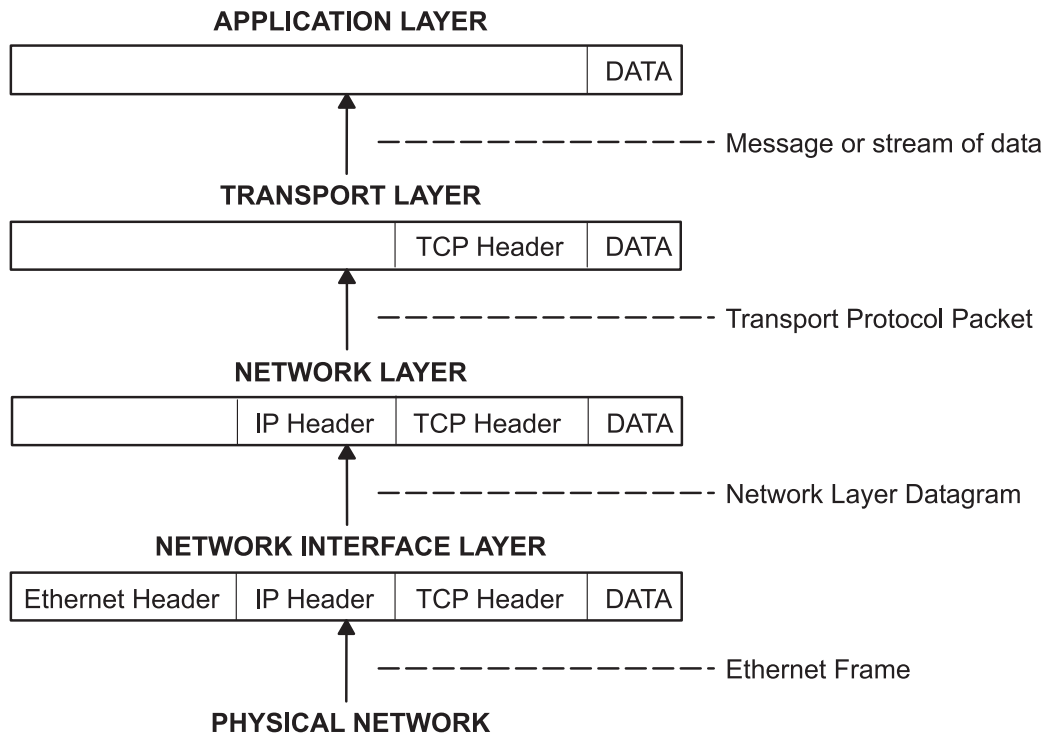 APPLICATION LAYER
DATA
Message or stream of data
TRANSPORT LAYER
TCP Header DATA
Transport Protocol Packet
NETWORK LAYER
IP Header TCP Header DATA
Network Layer Datagram
NETWORK INTERFACE LAYER
Ethernet Header IP Header TCP Header DATA
Ethernet Frame
PHYSICAL NETWORK